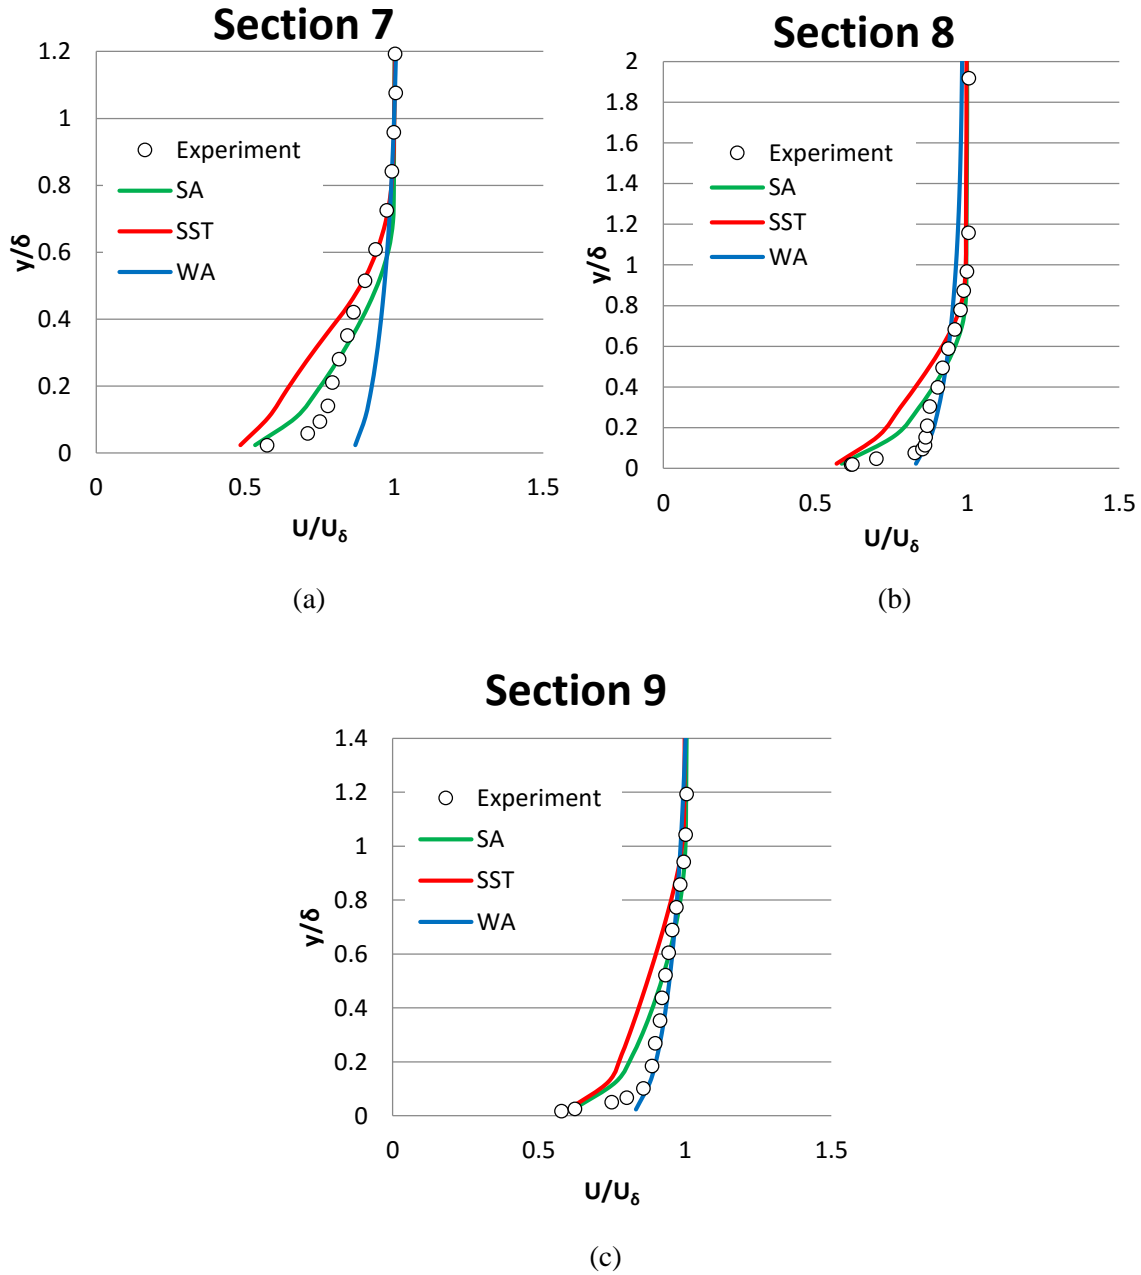 Section 7
1.2
1
0.8
0.6
0.4
0.2
0
y/δ
Experiment
SA
SST
WA
0
0.5
1
1.5
U/Uδ
(a)
Section 8
2
1.8
1.6
1.4
1.2
1
0.8
0.6
0.4
0.2
0
y/δ
Experiment
SA
SST
WA
0
0.5
1
1.5
U/Uδ
(b)
Section 9
1.4
1.2
1
0.8
0.6
0.4
0.2
0
y/δ
Experiment
SA
SST
WA
0
0.5
1
1.5
U/Uδ
(c)